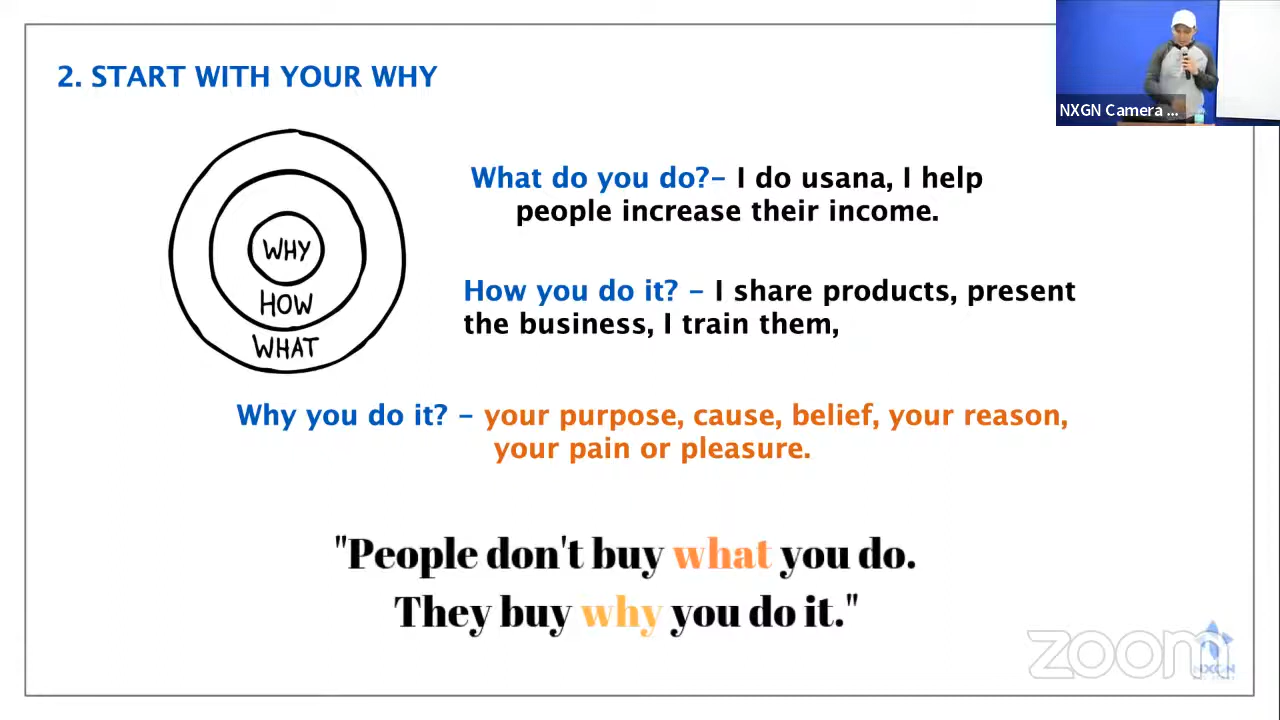 2. START WITH YOUR WHY
NXGN Camera ...
WHY
HOW
WHAT
What do you do?- I do usana, I help
people increase their income.
How you do it? - I share products, present
the business, I train them,
Why you do it? - your purpose, cause, belief, your reason,
your pain or pleasure.
"People don't buy what you do.
They buy why you do it."
zoom
NXGN